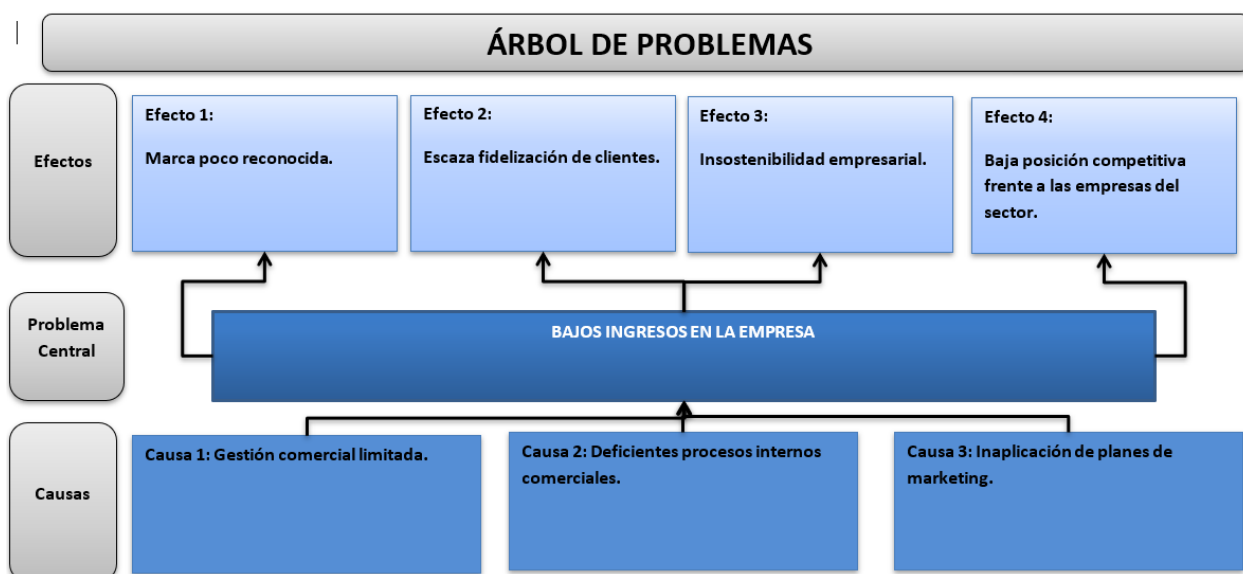 ÁRBOL DE PROBLEMAS
Efectos
Efecto 1:
Marca poco reconocida.
Efecto 2:
Escaza fidelización de clientes.
Efecto 3:
Insostenibilidad empresarial.
Efecto 4:
Baja posición competitiva
frente a las empresas del
sector.
Problema
Central
BAJOS INGRESOS EN LA EMPRESA
Causas
Causa 1: Gestión comercial limitada.
Causa 2: Deficientes procesos internos
comerciales.
Causa 3: Inaplicación de planes de
marketing.